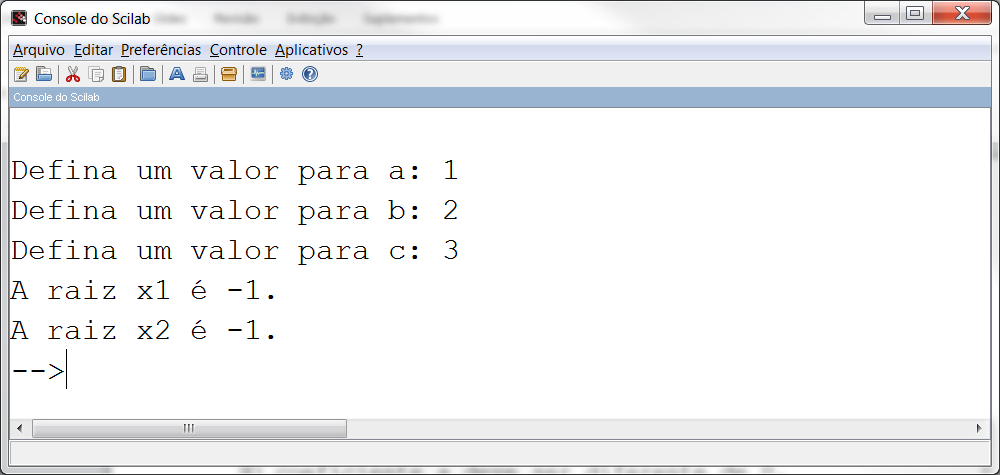 Console do Scilab
Arquivo Editar Preferências Controle Aplicativos ?
Console do Scilab
Defina um valor para a: 1
Defina um valor para b: 2
Defina um valor para c: 3
A raiz x1 é -1.
A raiz x2 é -1.
-->